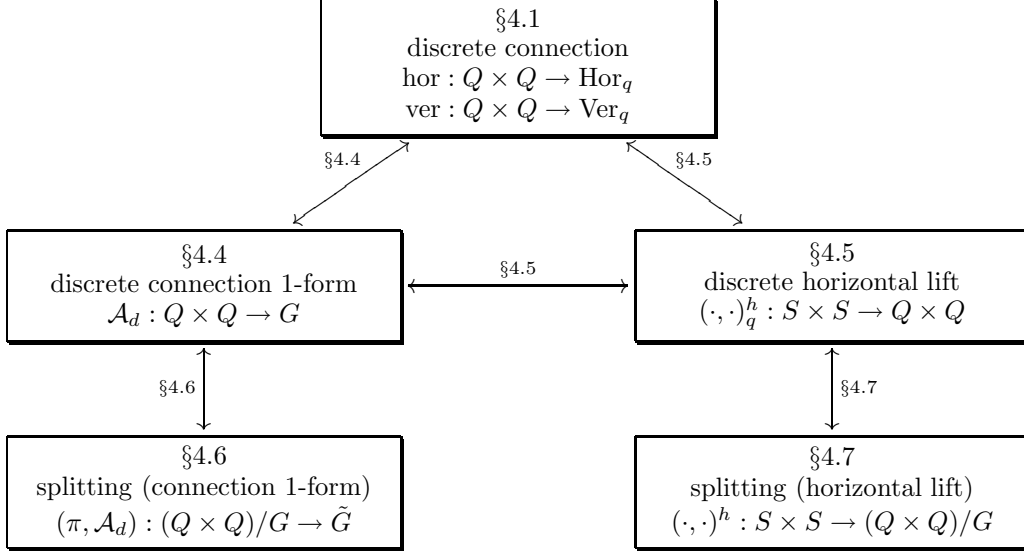 §4.1
discrete connection
hor : Q × Q → Hor_q
ver : Q × Q → Ver_q
§4.4
§4.5
§4.4
discrete connection 1-form
𝒜_d : Q × Q → G
§4.5
§4.5
discrete horizontal lift
(·, ·)_q^h : S × S → Q × Q
§4.6
§4.7
§4.6
splitting (connection 1-form)
(π, 𝒜_d) : (Q × Q)/G → G̃
§4.7
splitting (horizontal lift)
(·, ·)^h : S × S → (Q × Q)/G